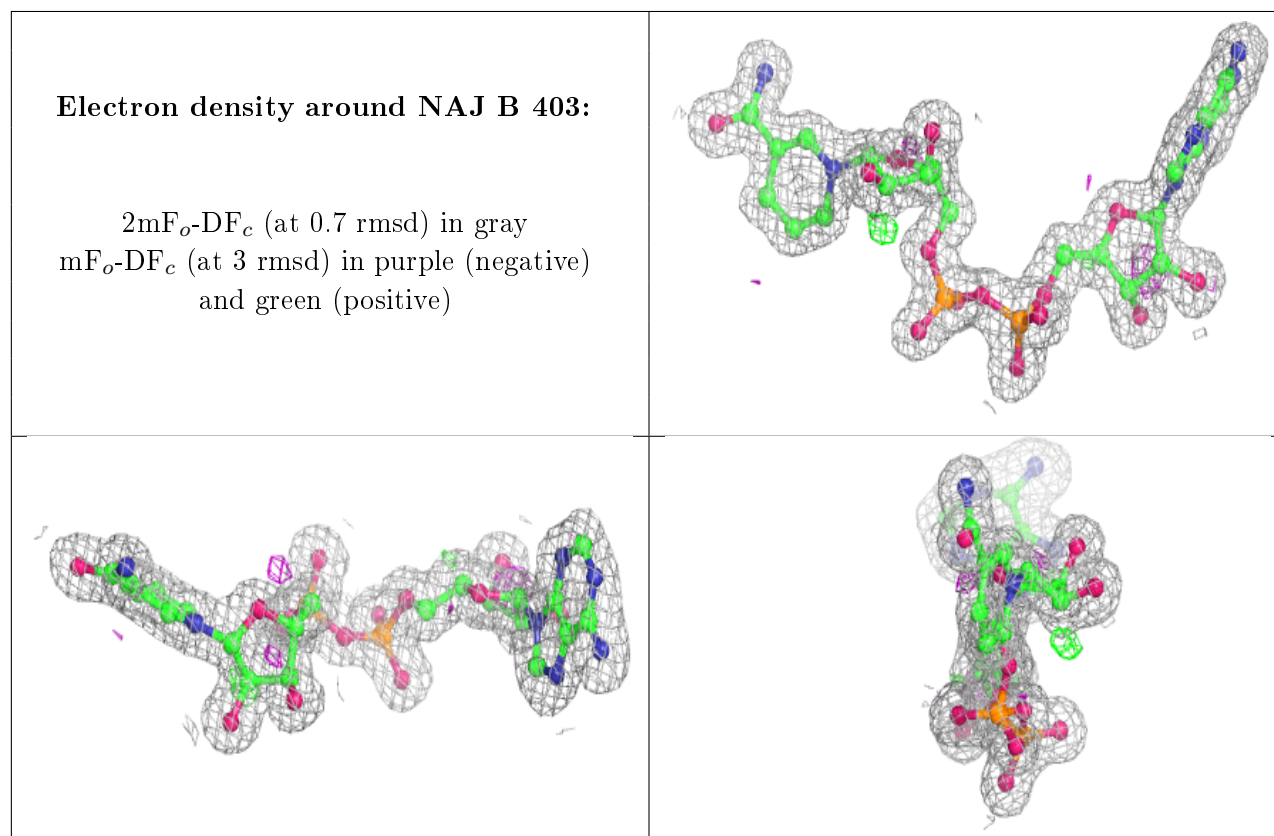 Electron density around NAJ B 403:
2mFₒ-DF𝑐 (at 0.7 rmsd) in gray
mFₒ-DF𝑐 (at 3 rmsd) in purple (negative)
and green (positive)